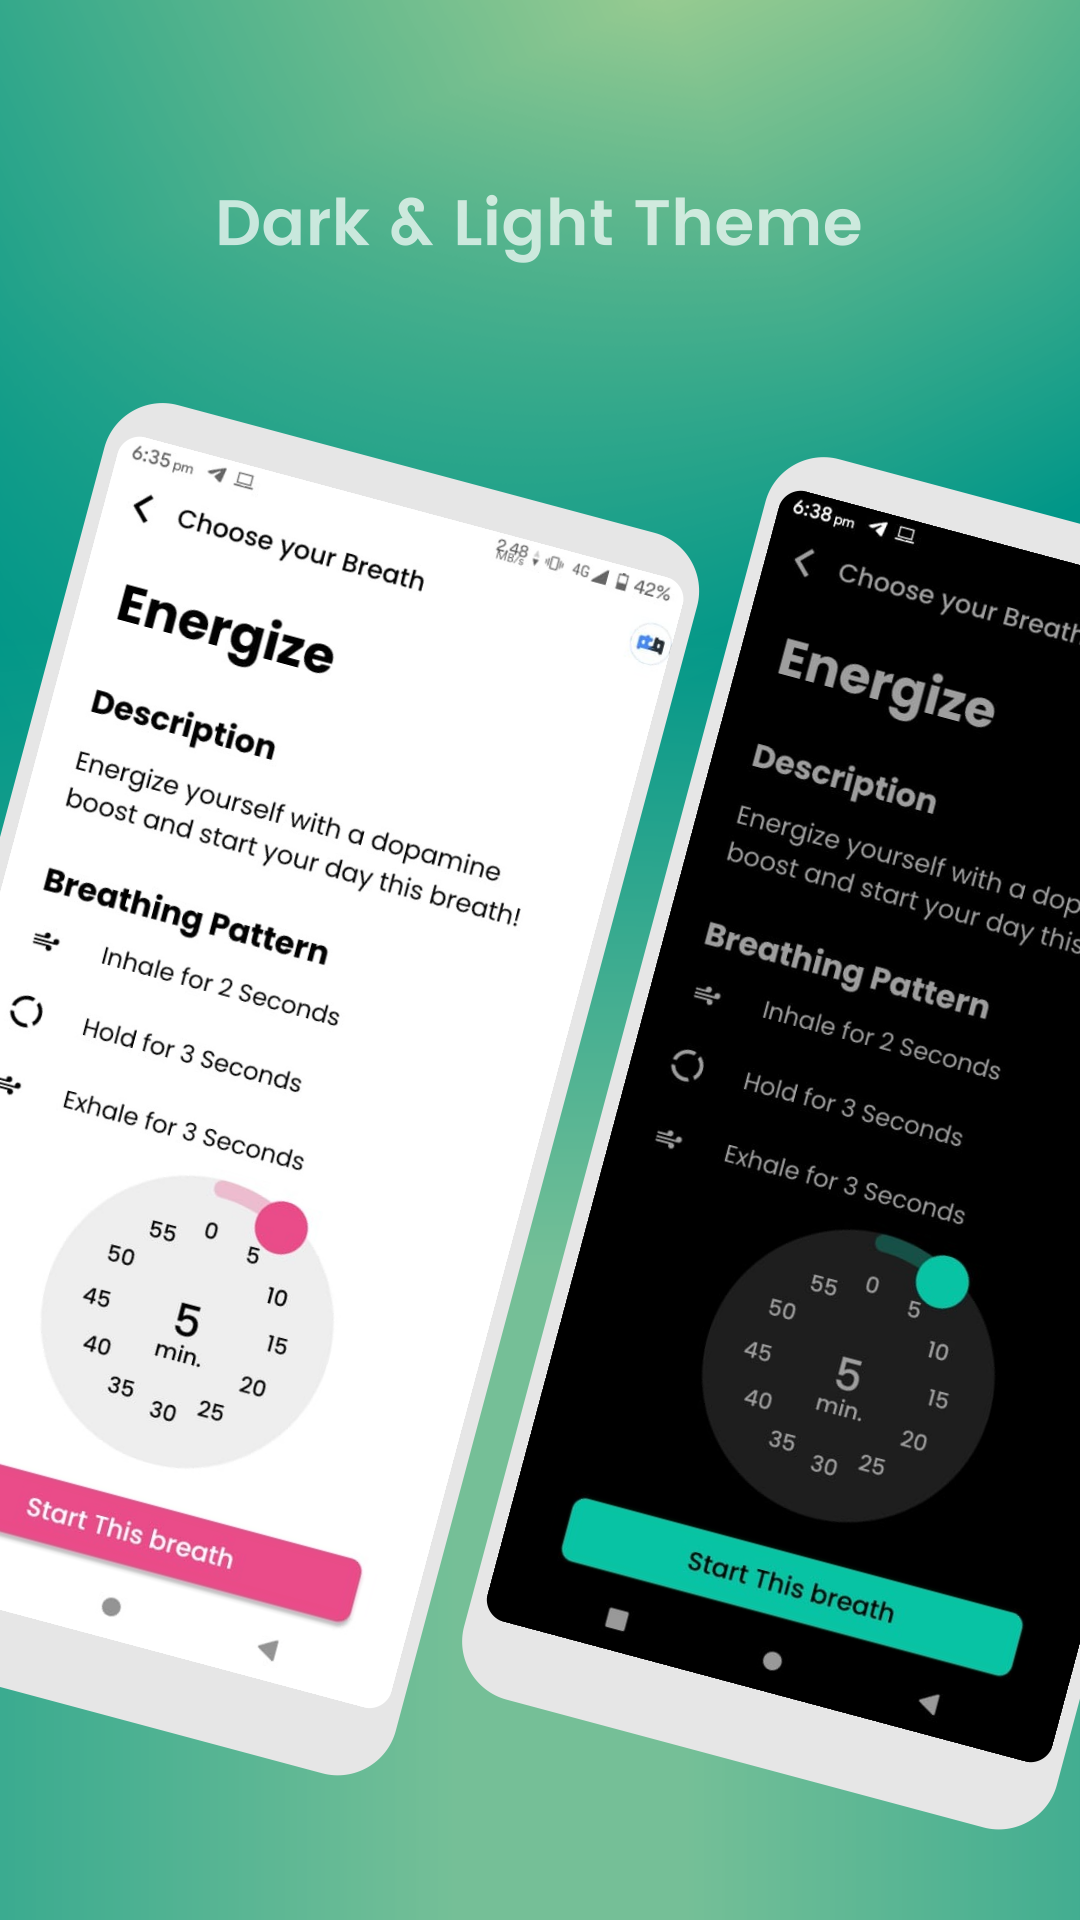 Dark & Light Theme
6:35 pm
2.48
MB/s
4G
42%
Choose your Breath
Energize
Description
Energize yourself with a dopamine
boost and start your day this breath!
Breathing Pattern
Inhale for 2 Seconds
Hold for 3 Seconds
Exhale for 3 Seconds
0
5
10
15
20
25
30
35
40
45
50
55
5
min.
Start This breath
6:38 pm
Choose your Breath
Energize
Description
Energize yourself with a dop
boost and start your day this
Breathing Pattern
Inhale for 2 Seconds
Hold for 3 Seconds
Exhale for 3 Seconds
0
5
10
15
20
25
30
35
40
45
50
55
5
min.
Start This breath